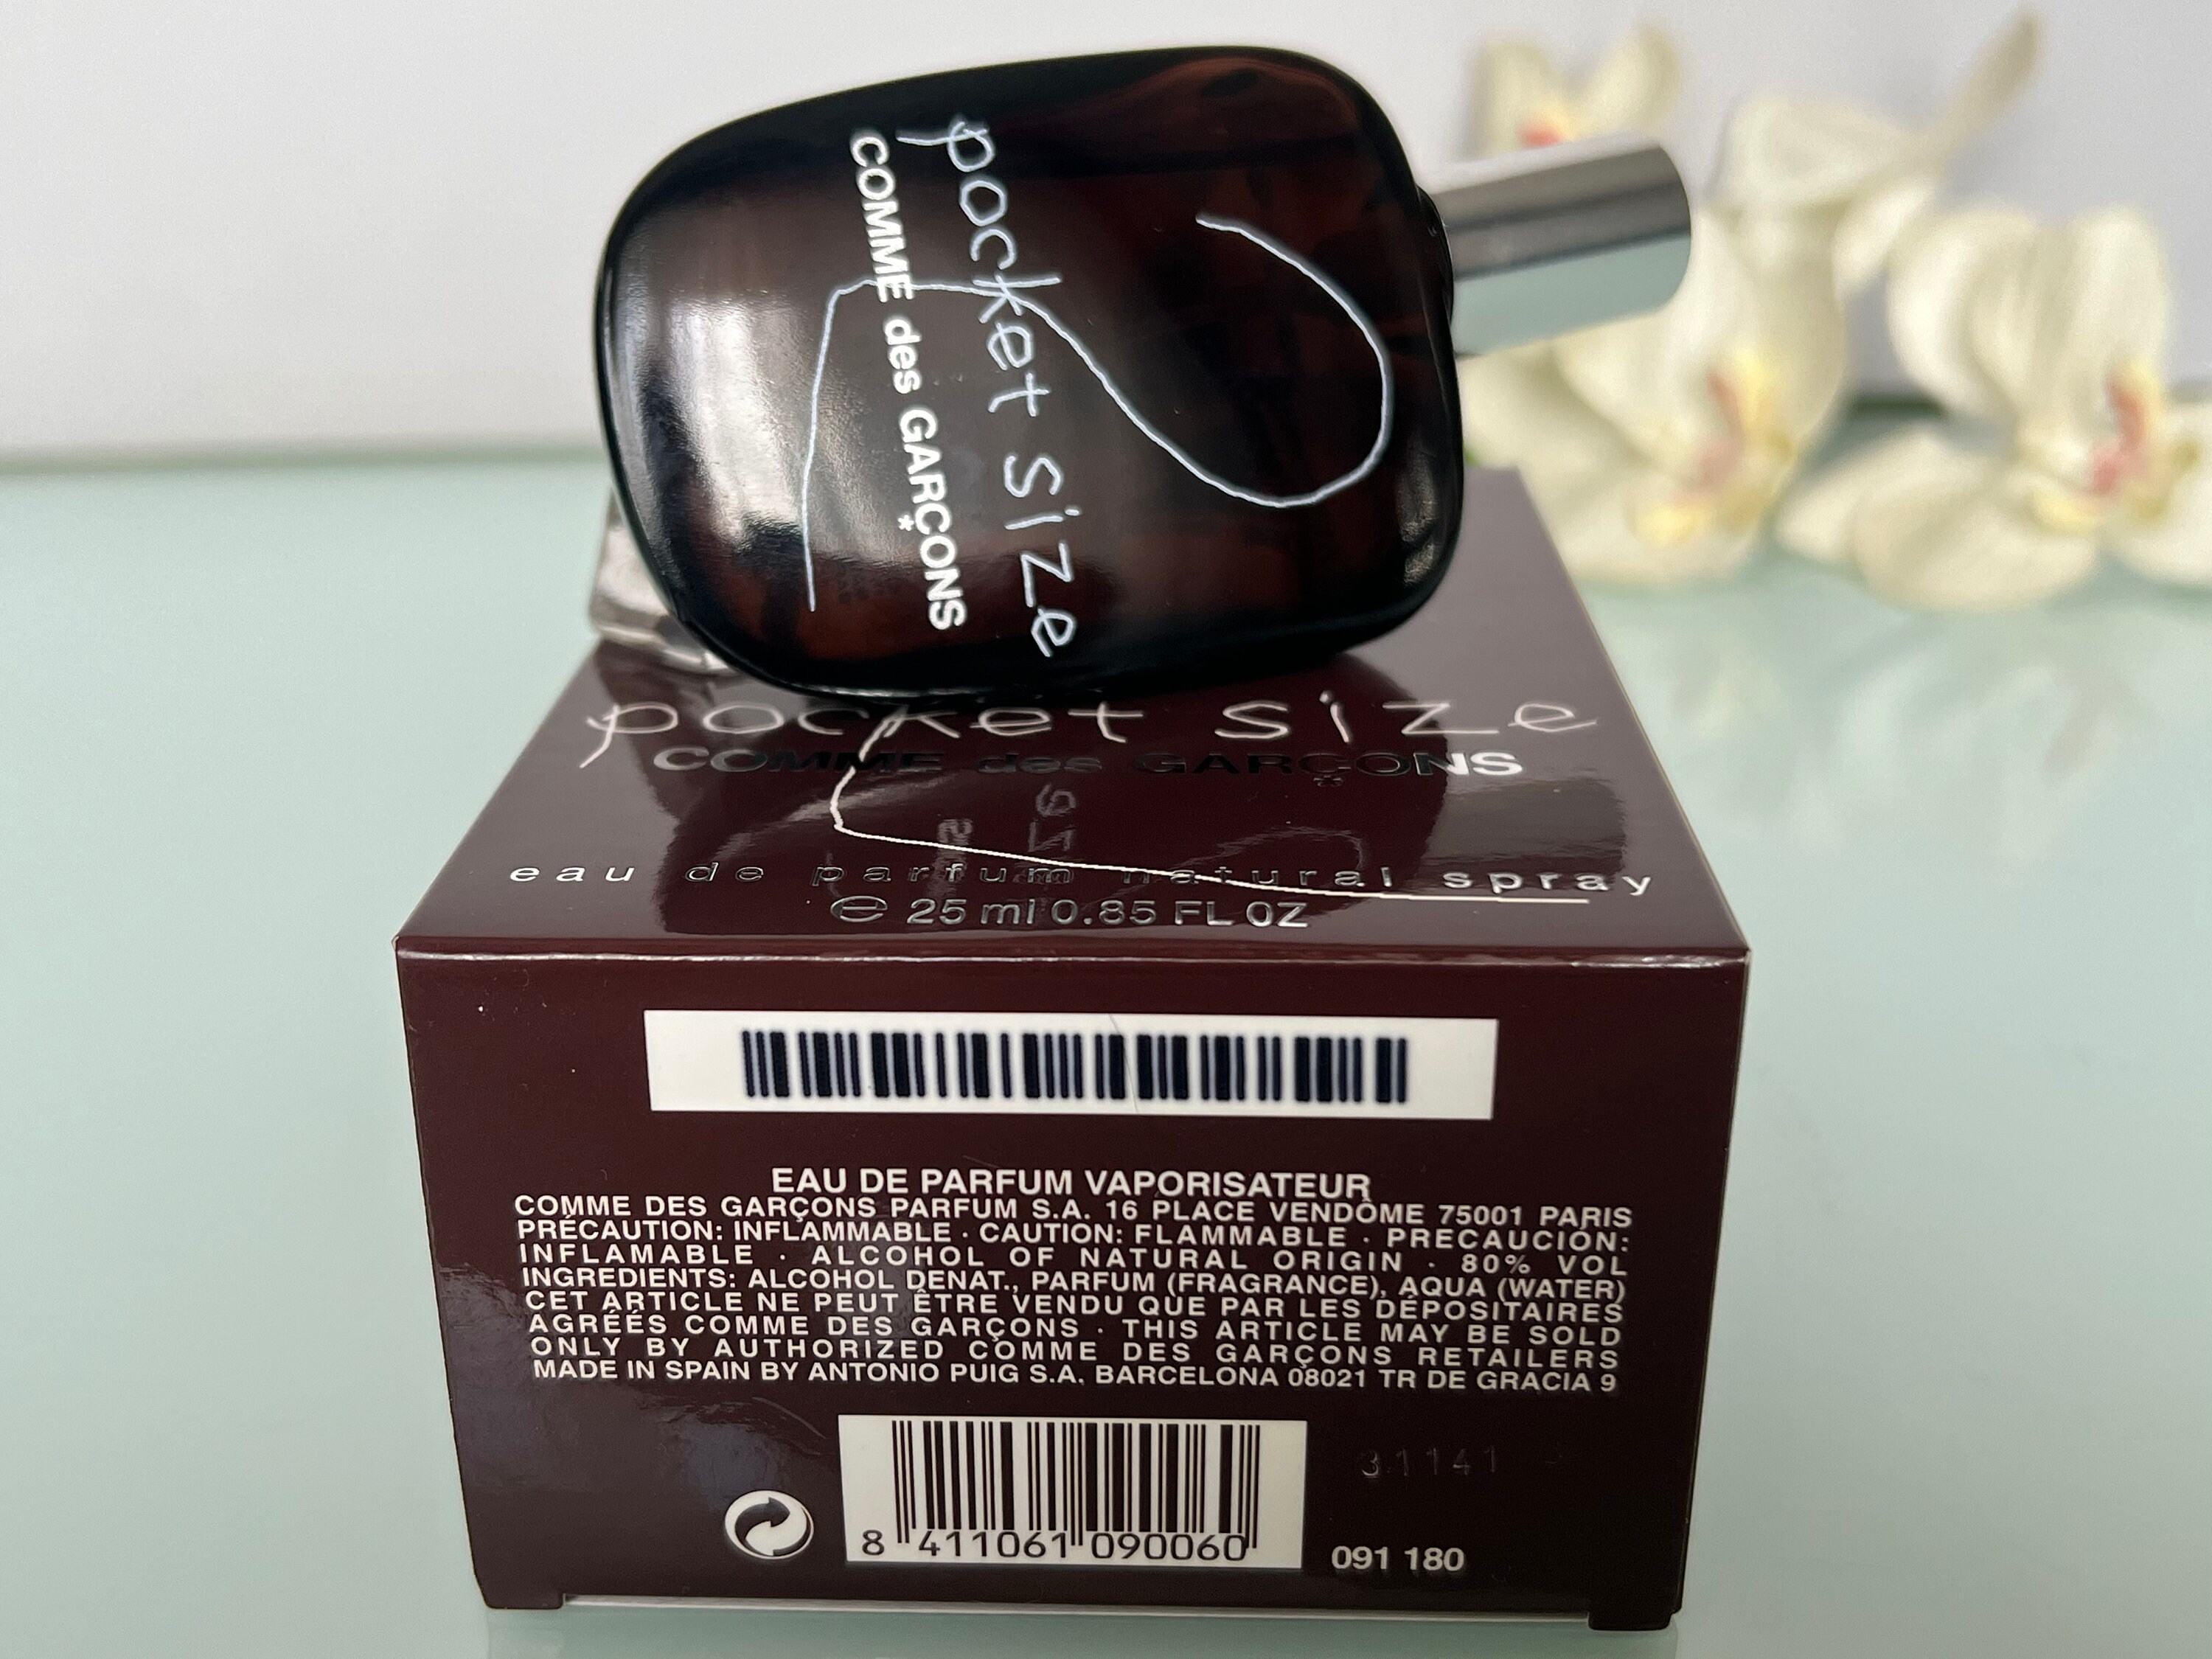 pocket size
COMME des GARÇONS
*
2
pocket size
COMME des GARÇONS
*
eau de parfum natural spray
℮ 25 ml 0.85 FL OZ
EAU DE PARFUM VAPORISATEUR
COMME DES GARÇONS PARFUM S.A. 16 PLACE VENDÔME 75001 PARIS
PRÉCAUTION: INFLAMMABLE · CAUTION: FLAMMABLE · PRECAUCIÓN:
INFLAMABLE · ALCOHOL OF NATURAL ORIGIN · 80% VOL
INGREDIENTS: ALCOHOL DENAT., PARFUM (FRAGRANCE), AQUA (WATER)
CET ARTICLE NE PEUT ÊTRE VENDU QUE PAR LES DÉPOSITAIRES
AGRÉÉS COMME DES GARÇONS · THIS ARTICLE MAY BE SOLD
ONLY BY AUTHORIZED COMME DES GARÇONS RETAILERS
MADE IN SPAIN BY ANTONIO PUIG S.A. BARCELONA 08021 TR DE GRACIA 9
31141
8 411061 090060
091 180